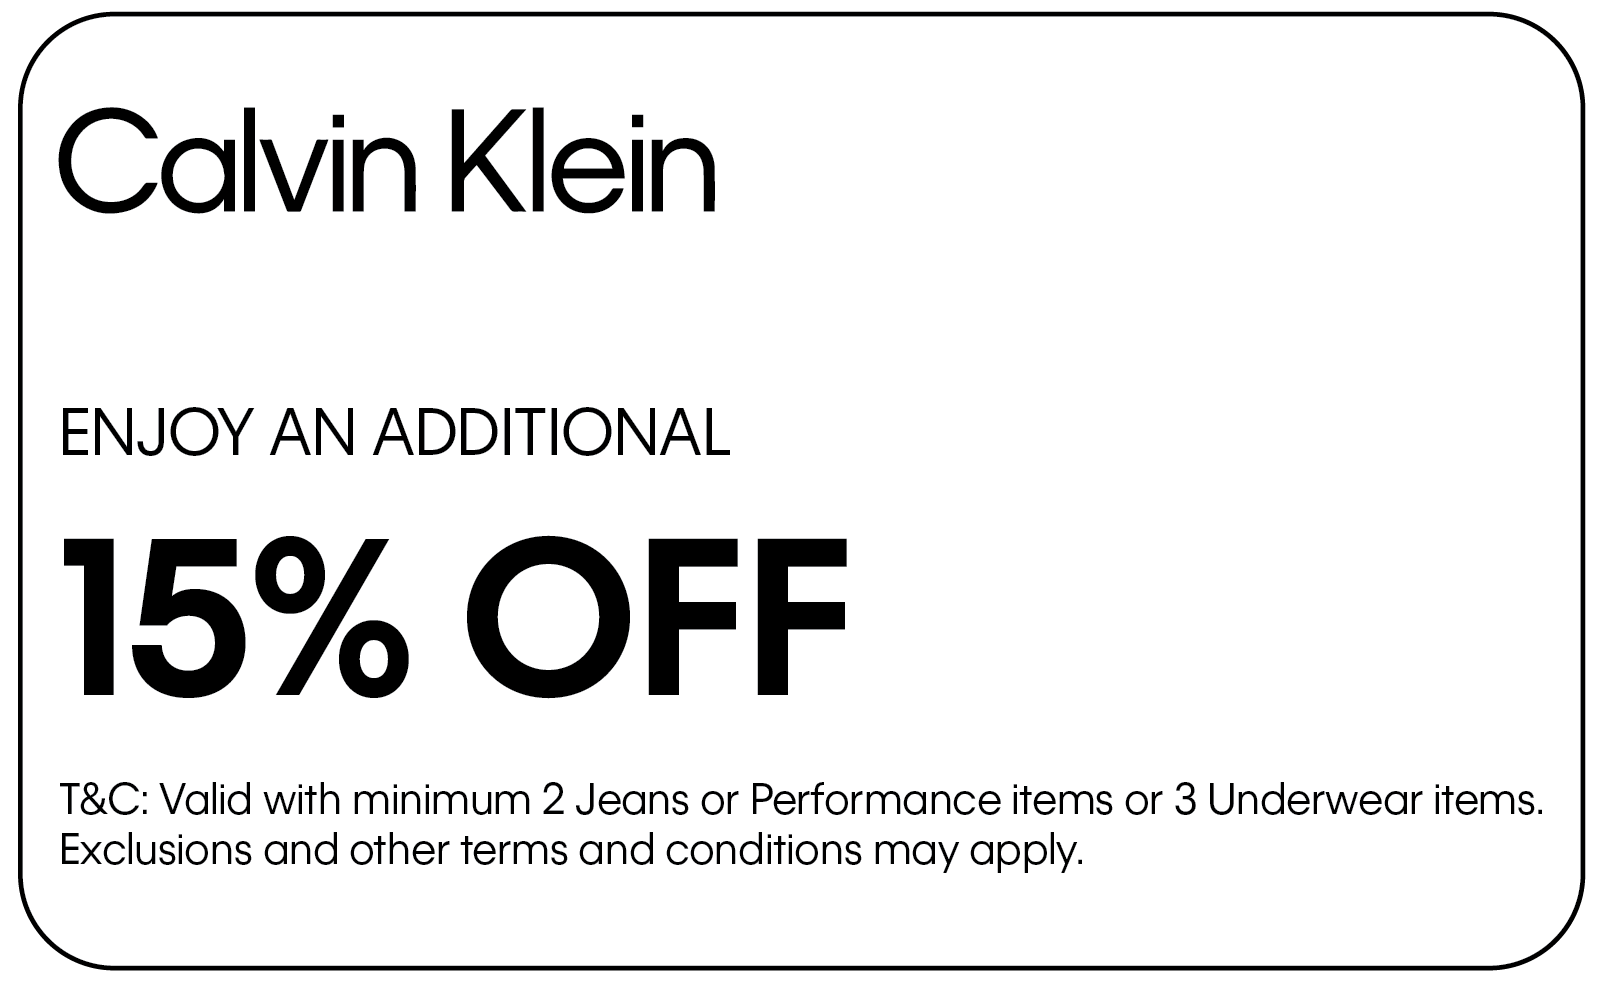 Calvin Klein
ENJOY AN ADDITIONAL
15% OFF
T&C: Valid with minimum 2 Jeans or Performance items or 3 Underwear items.
Exclusions and other terms and conditions may apply.